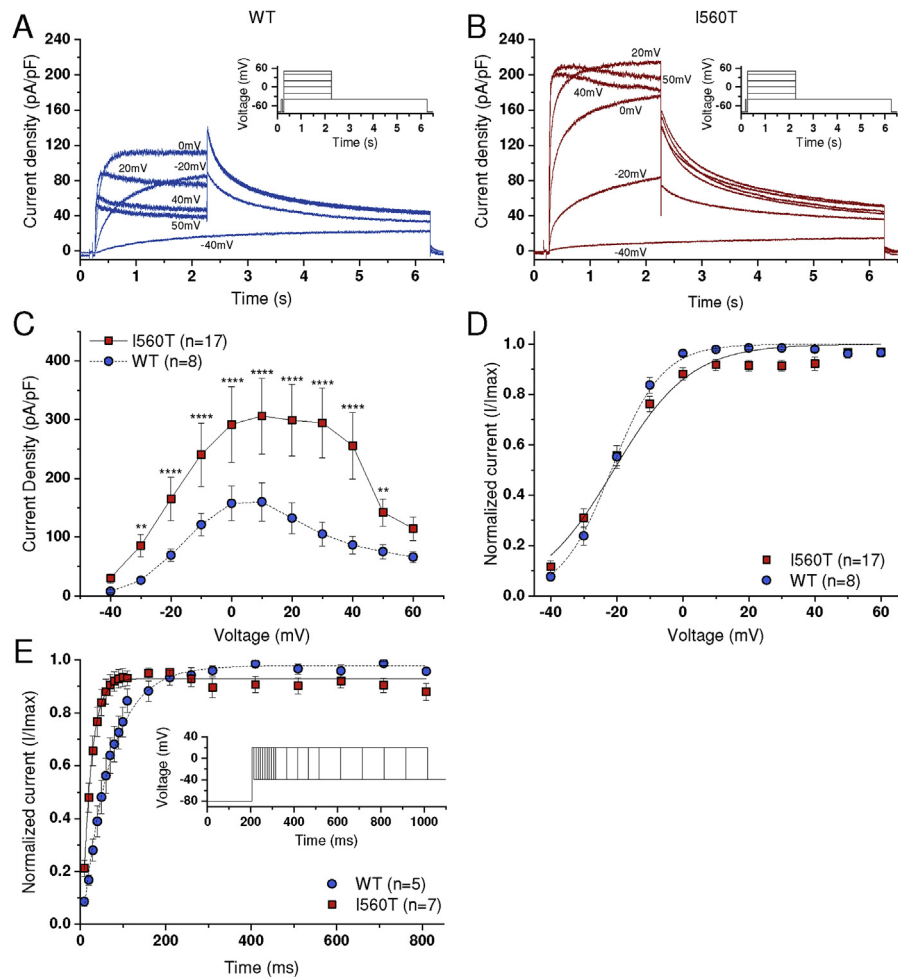 A
WT
Current density (pA/pF)
240
200
160
120
80
40
0
0mV
20mV
-20mV
40mV
50mV
-40mV
Voltage (mV)
60
0
-60
0 1 2 3 4 5 6
Time (s)
0 1 2 3 4 5 6
Time (s)
B
I560T
Current density (pA/pF)
240
200
160
120
80
40
0
20mV
50mV
40mV
0mV
-20mV
-40mV
Voltage (mV)
60
0
-60
0 1 2 3 4 5 6
Time (s)
0 1 2 3 4 5 6
Time (s)
C
I560T (n=17)
WT (n=8)
Current Density (pA/pF)
400
300
200
100
0
** **** **** **** **** **** **** **** **
-40 -20 0 20 40 60
Voltage (mV)
D
Normalized current (I/Imax)
1.0
0.8
0.6
0.4
0.2
0.0
I560T (n=17)
WT (n=8)
-40 -20 0 20 40 60
Voltage (mV)
E
Normalized current (I/Imax)
1.0
0.8
0.6
0.4
0.2
0.0
Voltage (mV)
40
0
-40
-80
0 200 400 600 800 1000
Time (ms)
WT (n=5)
I560T (n=7)
0 200 400 600 800
Time (ms)